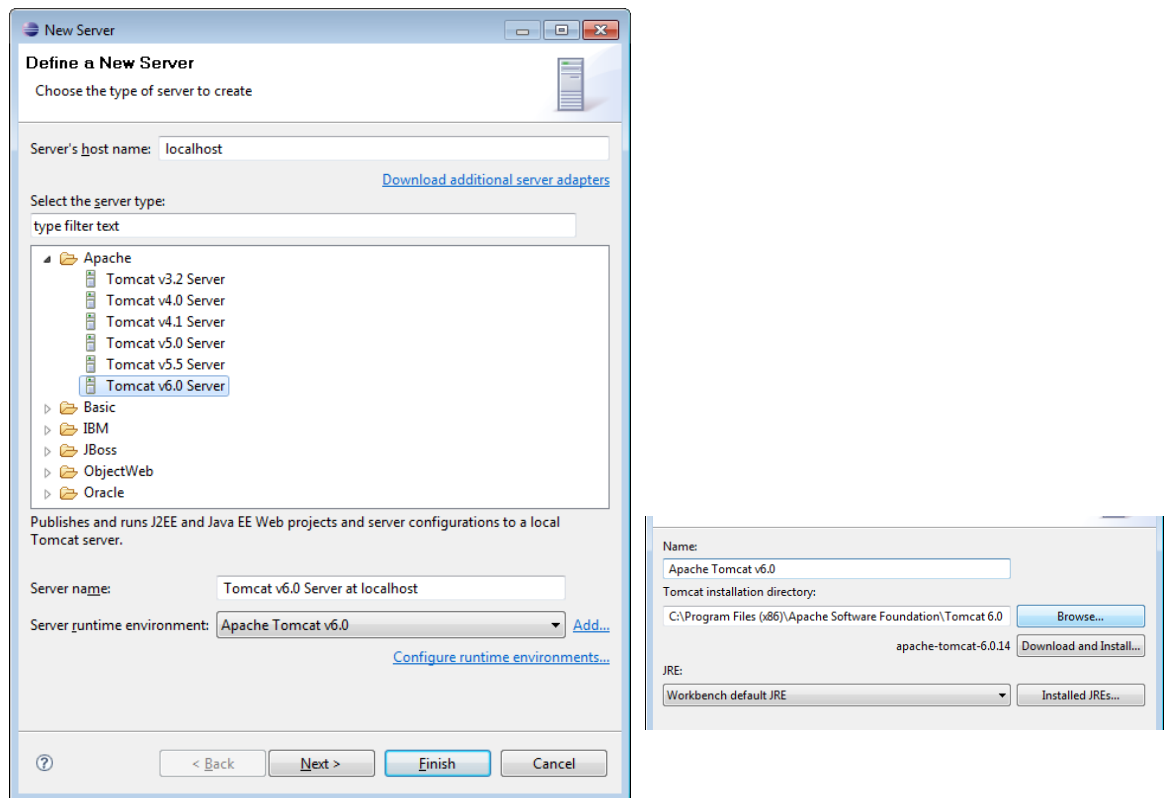 New Server
Define a New Server
Choose the type of server to create
Server's host name: localhost
Download additional server adapters
Select the server type:
type filter text
Apache
Tomcat v3.2 Server
Tomcat v4.0 Server
Tomcat v4.1 Server
Tomcat v5.0 Server
Tomcat v5.5 Server
Tomcat v6.0 Server
Basic
IBM
JBoss
ObjectWeb
Oracle
Publishes and runs J2EE and Java EE Web projects and server configurations to a local
Tomcat server.
Server name: Tomcat v6.0 Server at localhost
Server runtime environment: Apache Tomcat v6.0 Add...
Configure runtime environments...
? < Back Next > Finish Cancel
Name:
Apache Tomcat v6.0
Tomcat installation directory:
C:\Program Files (x86)\Apache Software Foundation\Tomcat 6.0 Browse...
apache-tomcat-6.0.14 Download and Install...
JRE:
Workbench default JRE Installed JREs...